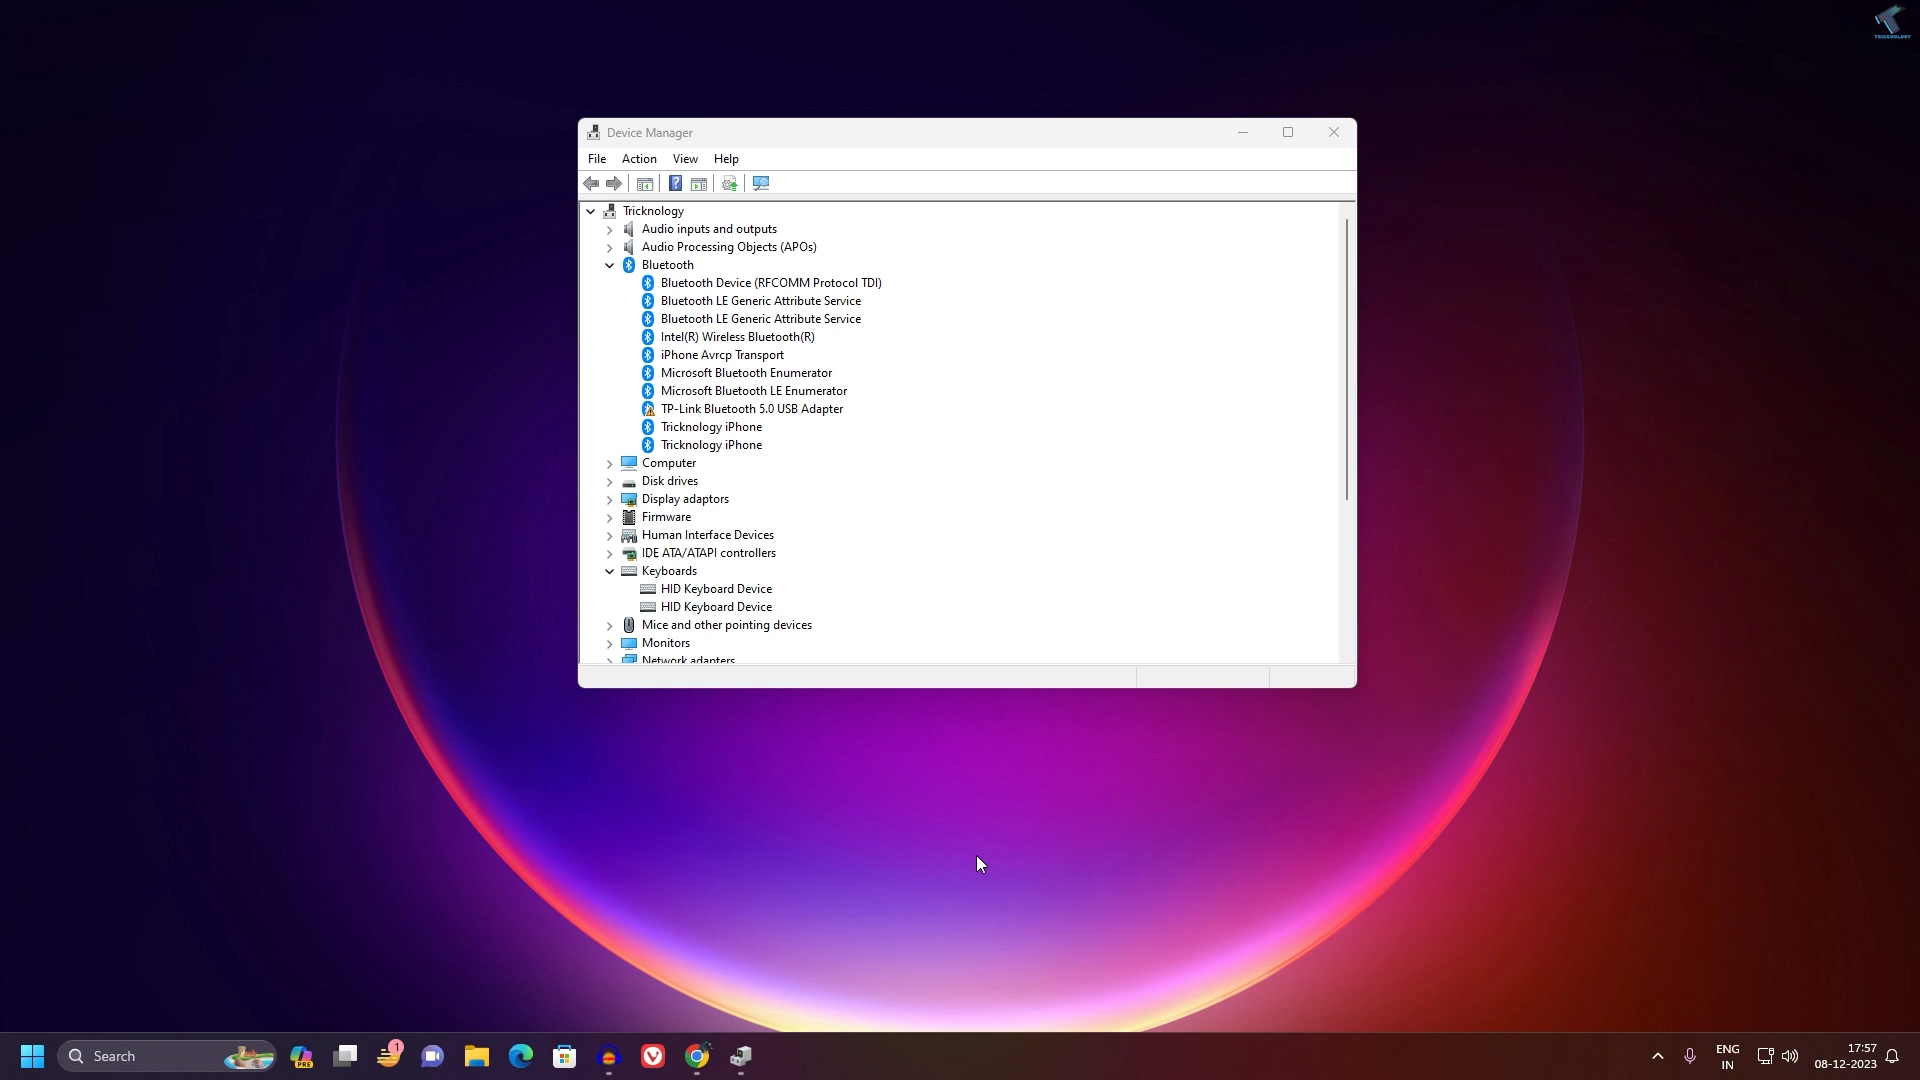 TRICKNOLOGY
Device Manager
File Action View Help
Tricknology
Audio inputs and outputs
Audio Processing Objects (APOs)
Bluetooth
Bluetooth Device (RFCOMM Protocol TDI)
Bluetooth LE Generic Attribute Service
Bluetooth LE Generic Attribute Service
Intel(R) Wireless Bluetooth(R)
iPhone Avrcp Transport
Microsoft Bluetooth Enumerator
Microsoft Bluetooth LE Enumerator
TP-Link Bluetooth 5.0 USB Adapter
Tricknology iPhone
Tricknology iPhone
Computer
Disk drives
Display adaptors
Firmware
Human Interface Devices
IDE ATA/ATAPI controllers
Keyboards
HID Keyboard Device
HID Keyboard Device
Mice and other pointing devices
Monitors
Network adapters
Search
PRE
1
ENG
IN
17:57
08-12-2023